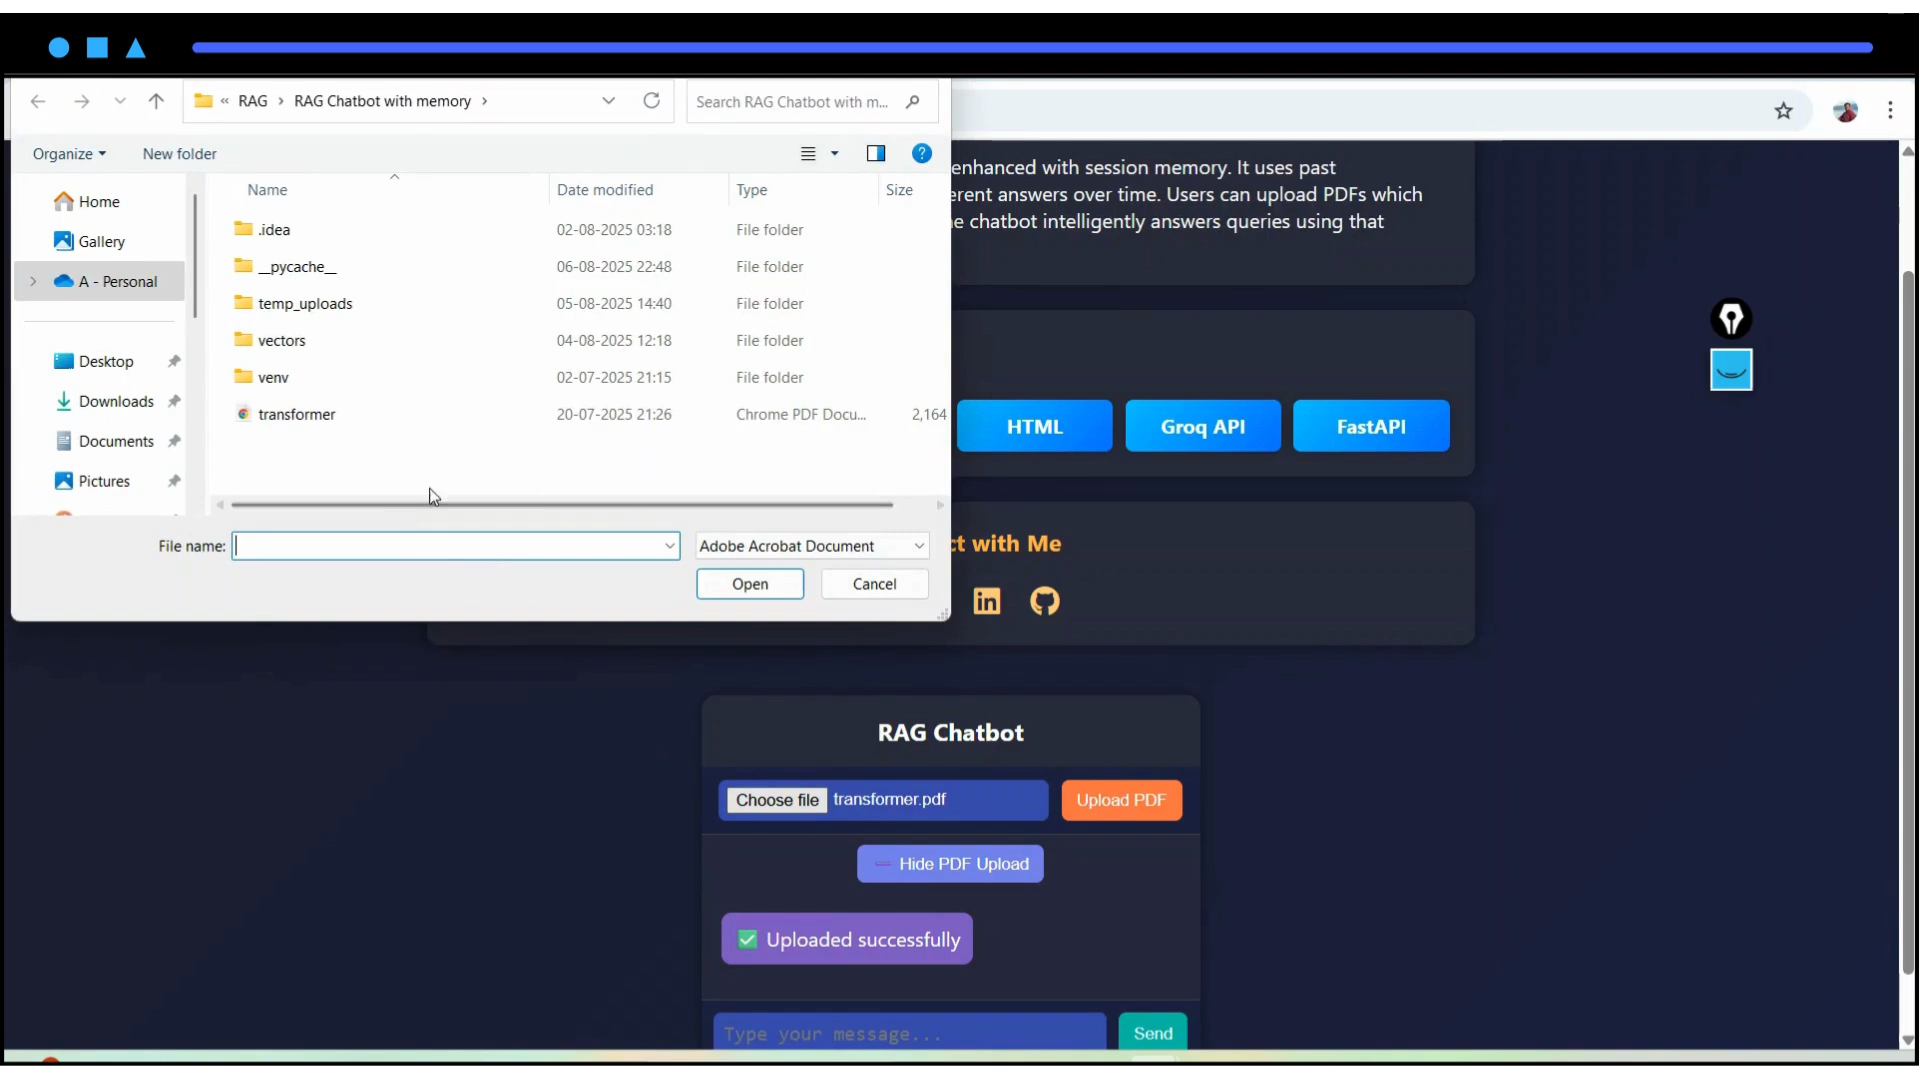 « RAG > RAG Chatbot with memory >
Search RAG Chatbot with m...
Organize
New folder
Name Date modified Type Size
Home
Gallery
A - Personal
Desktop
Downloads
Documents
Pictures
.idea 02-08-2025 03:18 File folder
__pycache__ 06-08-2025 22:48 File folder
temp_uploads 05-08-2025 14:40 File folder
vectors 04-08-2025 12:18 File folder
venv 02-07-2025 21:15 File folder
transformer 20-07-2025 21:26 Chrome PDF Docu... 2,164
File name:
Adobe Acrobat Document
Open
Cancel
enhanced with session memory. It uses past
erent answers over time. Users can upload PDFs which
e chatbot intelligently answers queries using that
HTML
Groq API
FastAPI
ct with Me
in
RAG Chatbot
Choose file transformer.pdf
Upload PDF
Hide PDF Upload
Uploaded successfully
Type your message...
Send